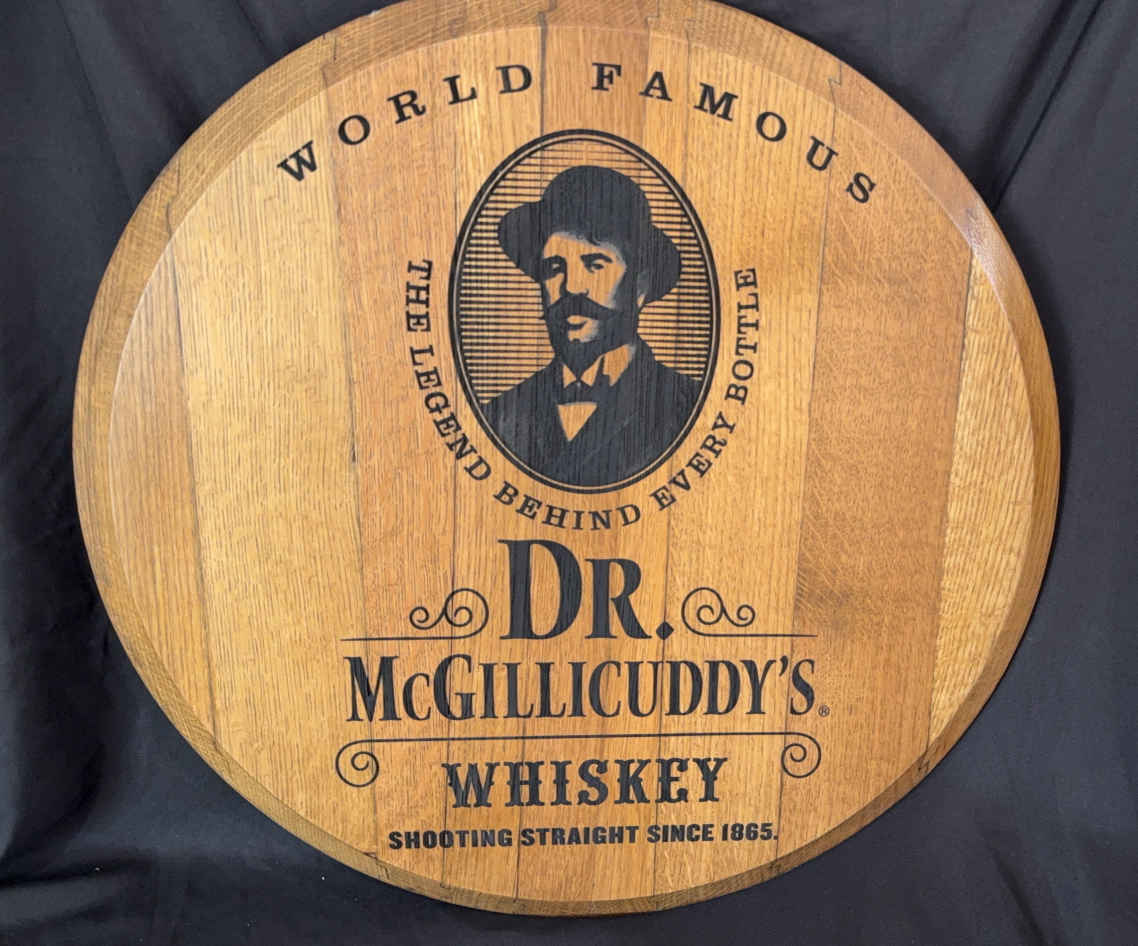 WORLD FAMOUS
THE LEGEND BEHIND EVERY BOTTLE
DR.
MCGILLICUDDY'S®
WHISKEY
SHOOTING STRAIGHT SINCE 1865.